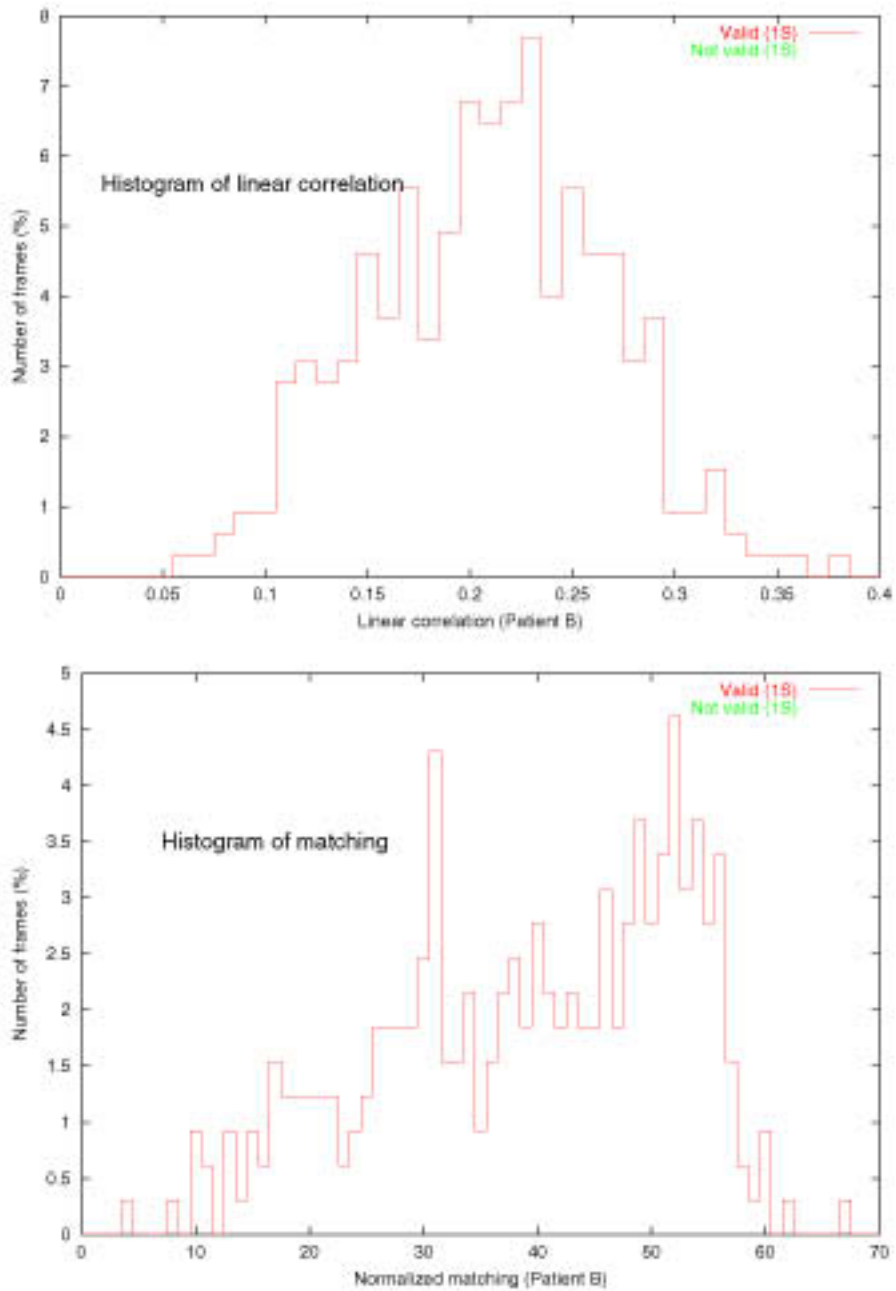 8
7
6
5
4
3
2
1
0
Number of frames (%)
Valid (1S)
Not valid (1S)
Histogram of linear correlation
0 0.05 0.1 0.15 0.2 0.25 0.3 0.35 0.4
Linear correlation (Patient B)
5
4.5
4
3.5
3
2.5
2
1.5
1
0.5
0
Number of frames (%)
Valid (1S)
Not valid (1S)
Histogram of matching
0 10 20 30 40 50 60 70
Normalized matching (Patient B)